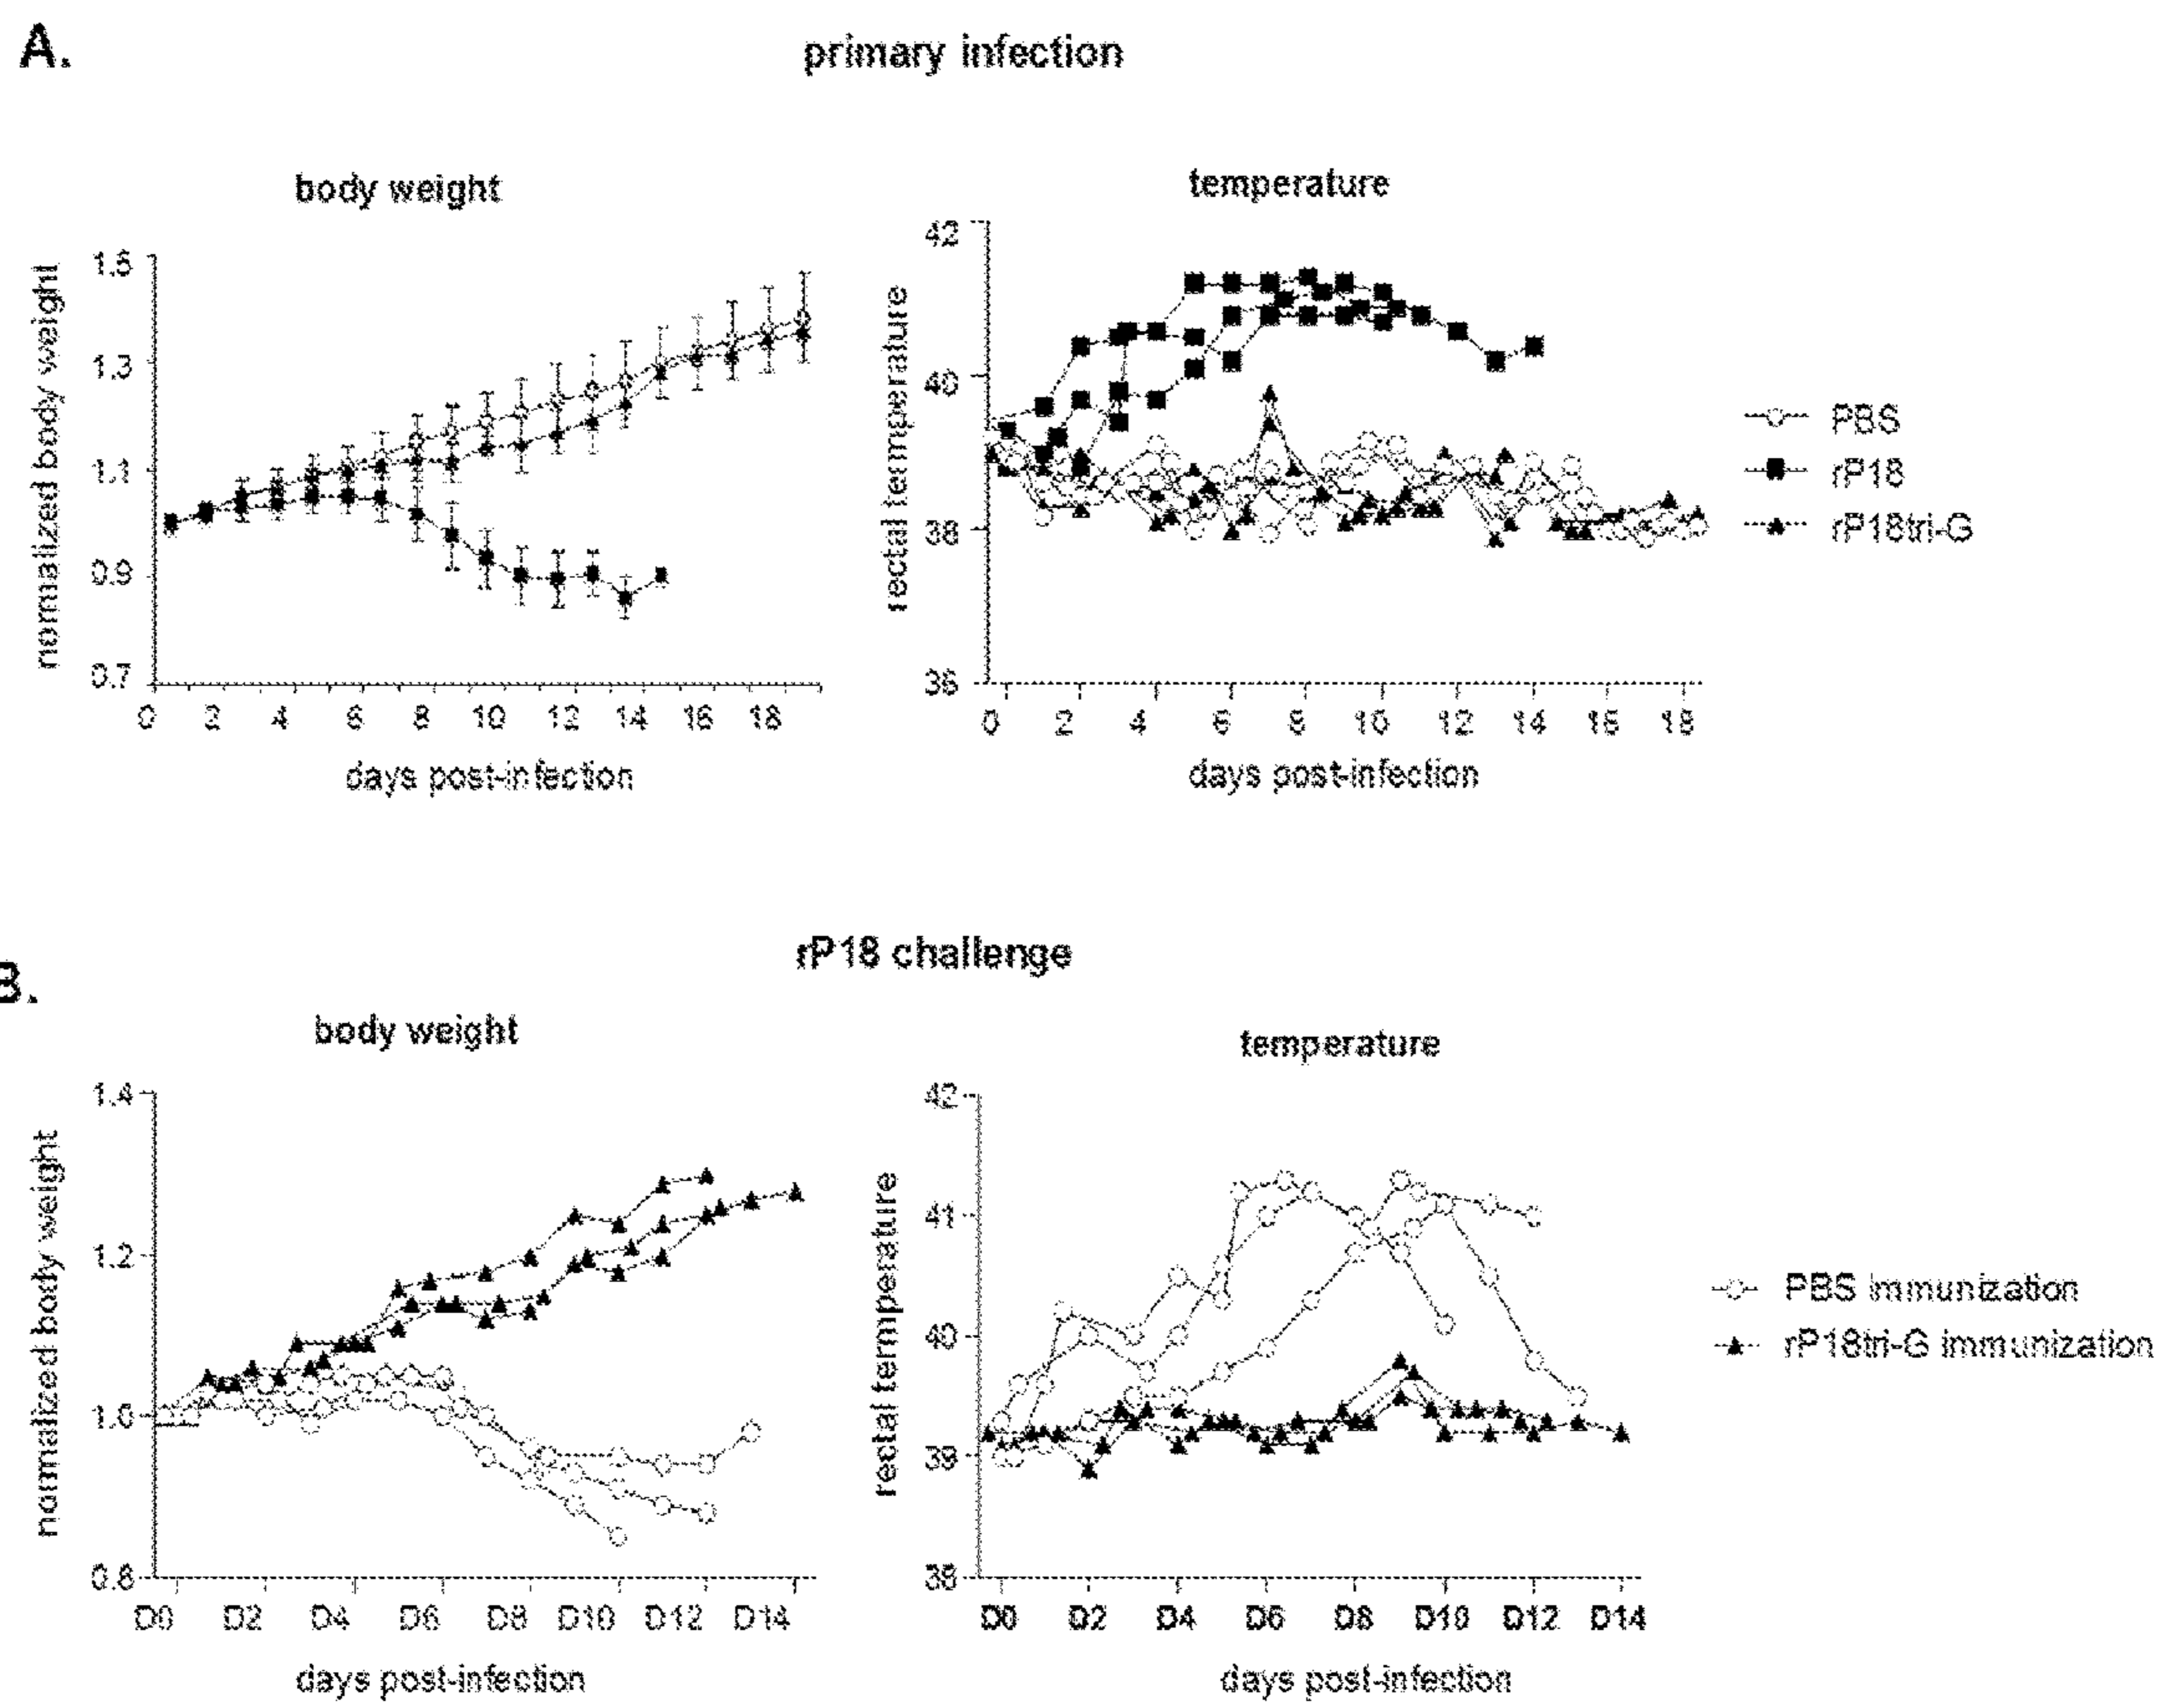 A.
primary infection
body weight
temperature
normalized body weight
1.5
1.3
1.1
0.9
0.7
0 2 4 6 8 10 12 14 16 18
days post-infection
rectal termperature
42
40
38
36
0 2 4 6 8 10 12 14 16 18
days post-infection
PBS
rP18
rP18tri-G
B.
rP18 challenge
body weight
temperature
normalized body weight
1.4
1.2
1.0
0.8
D0 D2 D4 D6 D8 D10 D12 D14
days post-infection
rectal termperature
42
41
40
39
38
D0 D2 D4 D6 D8 D10 D12 D14
days post-infection
PBS immunization
rP18tri-G immunization